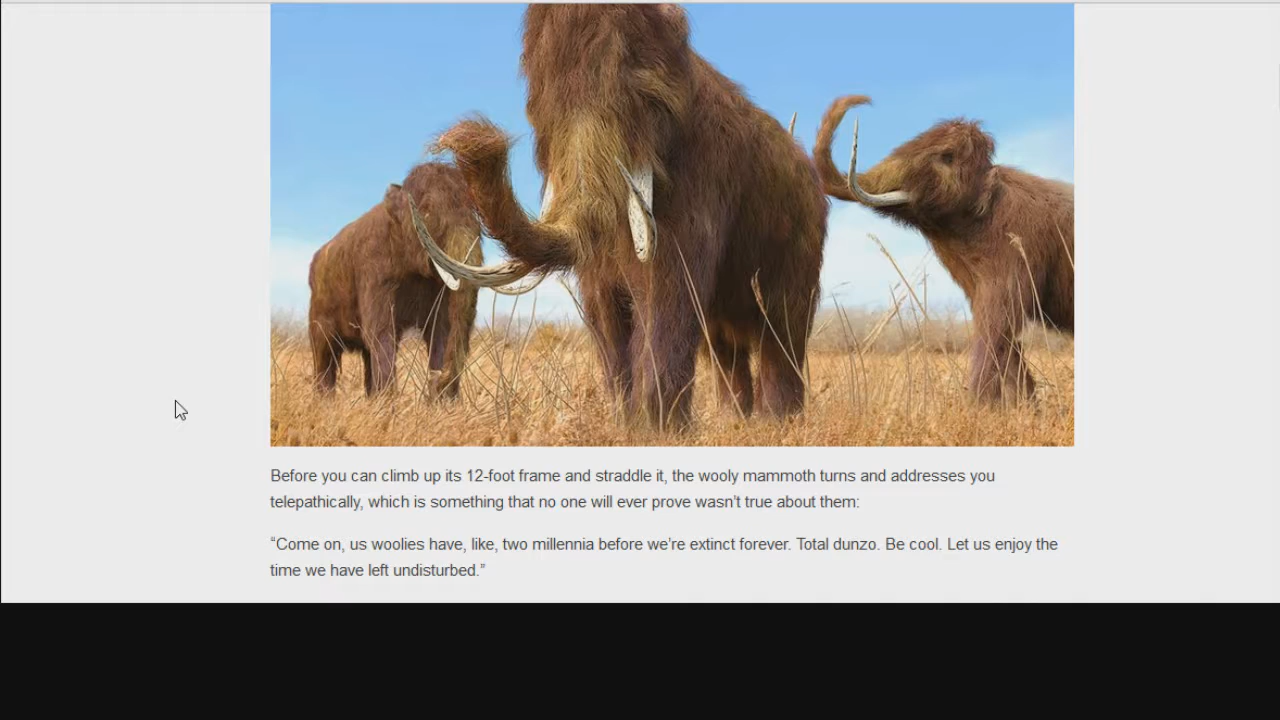 Before you can climb up its 12-foot frame and straddle it, the wooly mammoth turns and addresses you
telepathically, which is something that no one will ever prove wasn’t true about them:
“Come on, us woolies have, like, two millennia before we’re extinct forever. Total dunzo. Be cool. Let us enjoy the
time we have left undisturbed.”